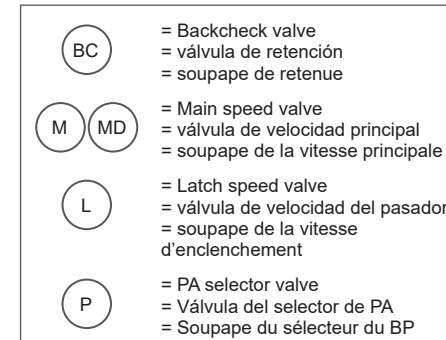 BC
= Backcheck valve
= válvula de retención
= soupape de retenue
M MD
= Main speed valve
= válvula de velocidad principal
= soupape de la vitesse principale
L
= Latch speed valve
= válvula de velocidad del pasador
= soupape de la vitesse
d'enclenchement
P
= PA selector valve
= Válvula del selector de PA
= Soupape du sélecteur du BP